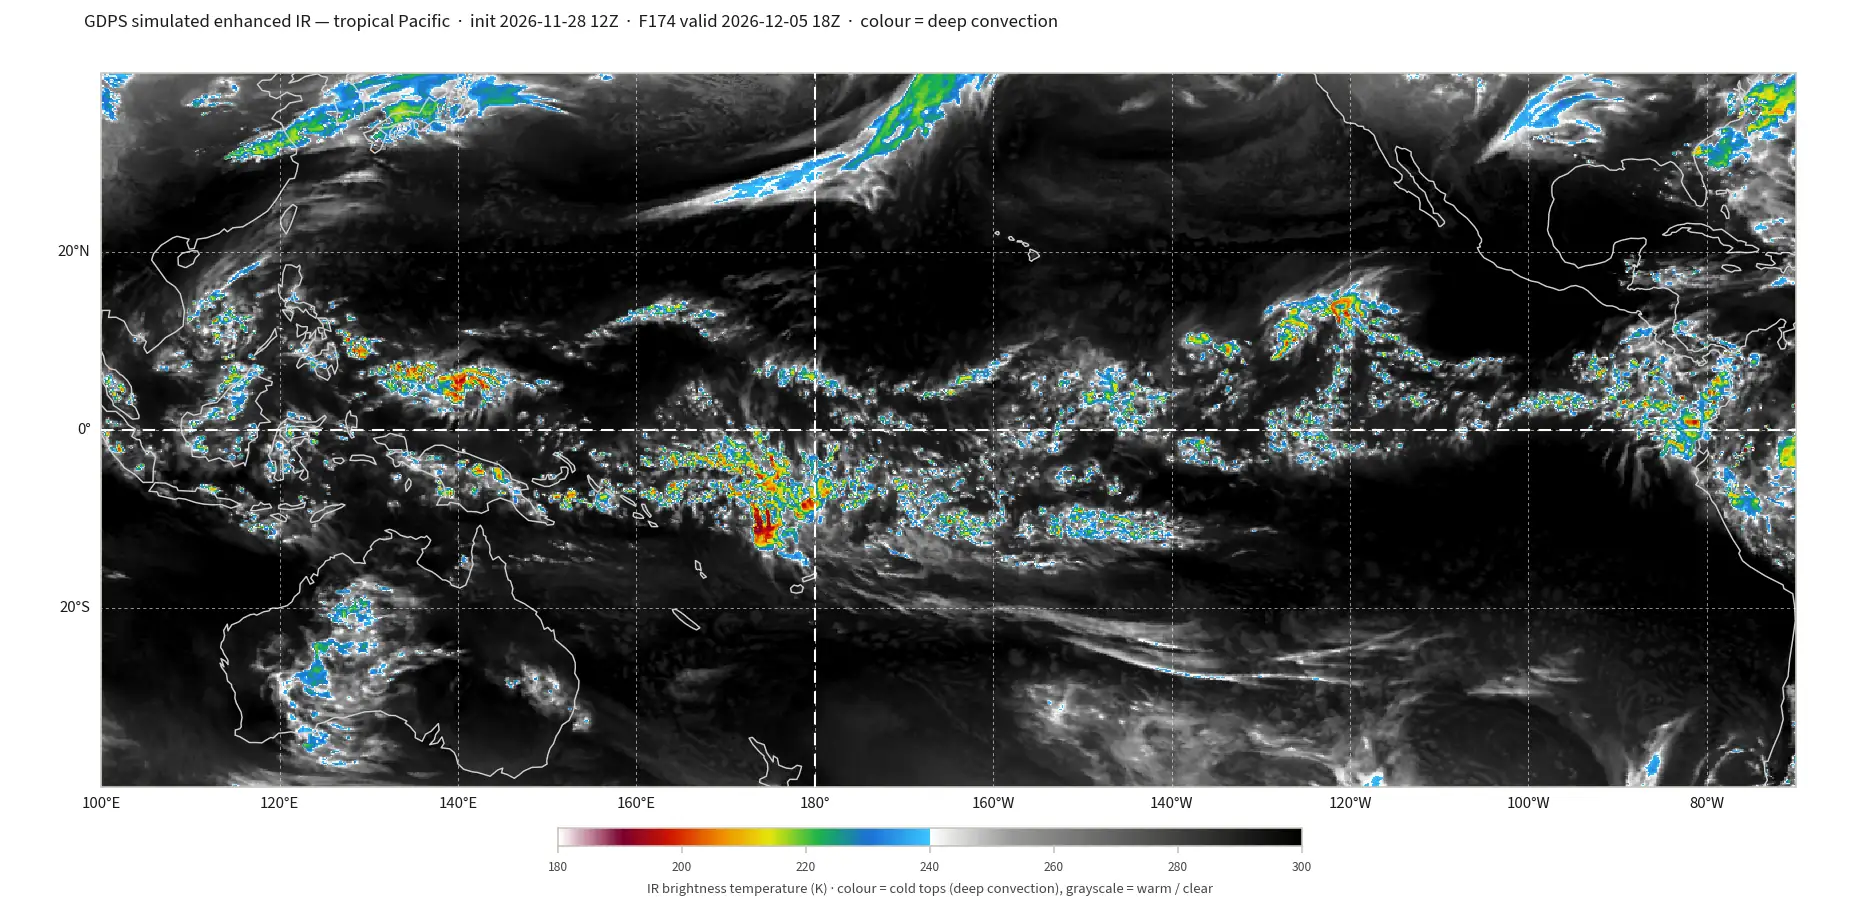 GDPS simulated enhanced IR — tropical Pacific · init 2026-11-28 12Z · F174 valid 2026-12-05 18Z · colour = deep convection
20°N
0°
20°S
100°E 120°E 140°E 160°E 180° 160°W 140°W 120°W 100°W 80°W
180 200 220 240 260 280 300
IR brightness temperature (K) · colour = cold tops (deep convection), grayscale = warm / clear